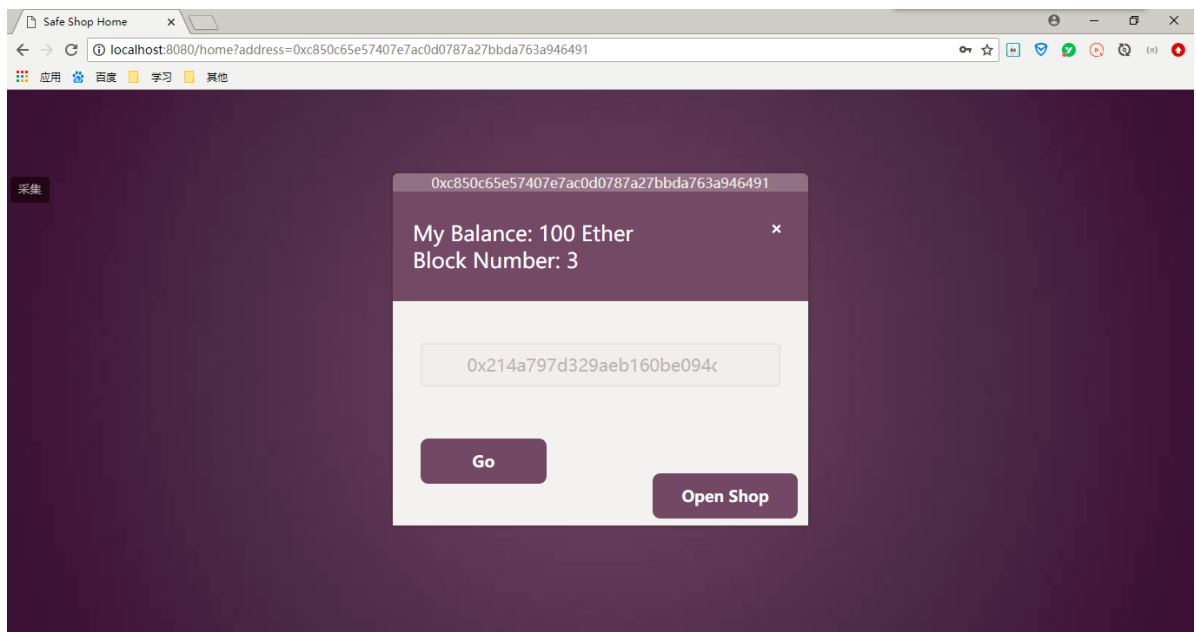 Safe Shop Home
localhost:8080/home?address=0xc850c65e57407e7ac0d0787a27bbda763a946491
应用 百度 学习 其他
采集
0xc850c65e57407e7ac0d0787a27bbda763a946491
My Balance: 100 Ether
Block Number: 3
0x214a797d329aeb160be094c
Go
Open Shop